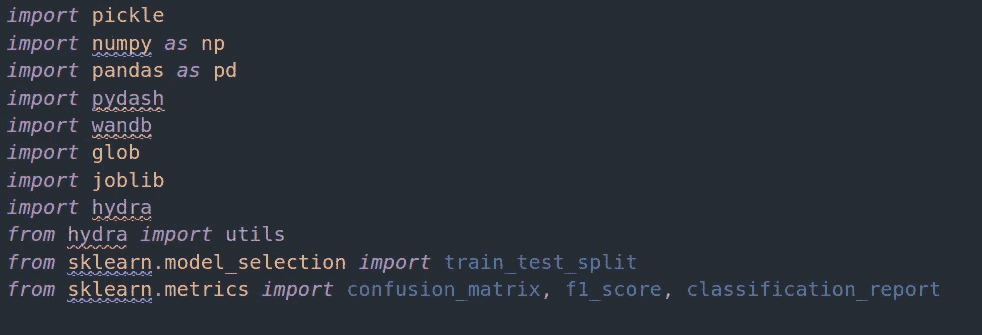 import pickle
import numpy as np
import pandas as pd
import pydash
import wandb
import glob
import joblib
import hydra
from hydra import utils
from sklearn.model_selection import train_test_split
from sklearn.metrics import confusion_matrix, f1_score, classification_report